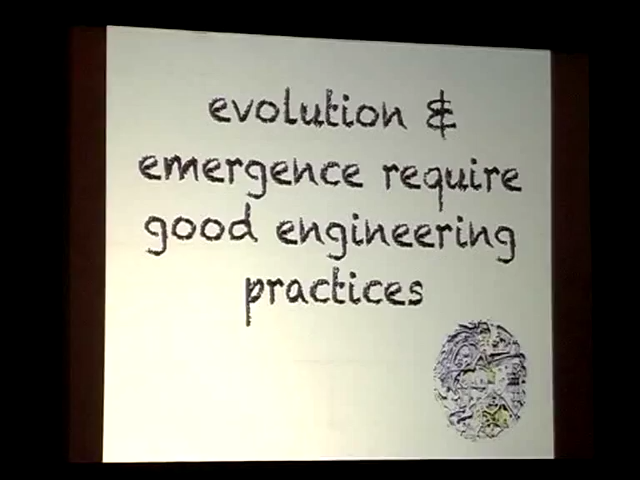 evolution &
emergence require
good engineering
practices